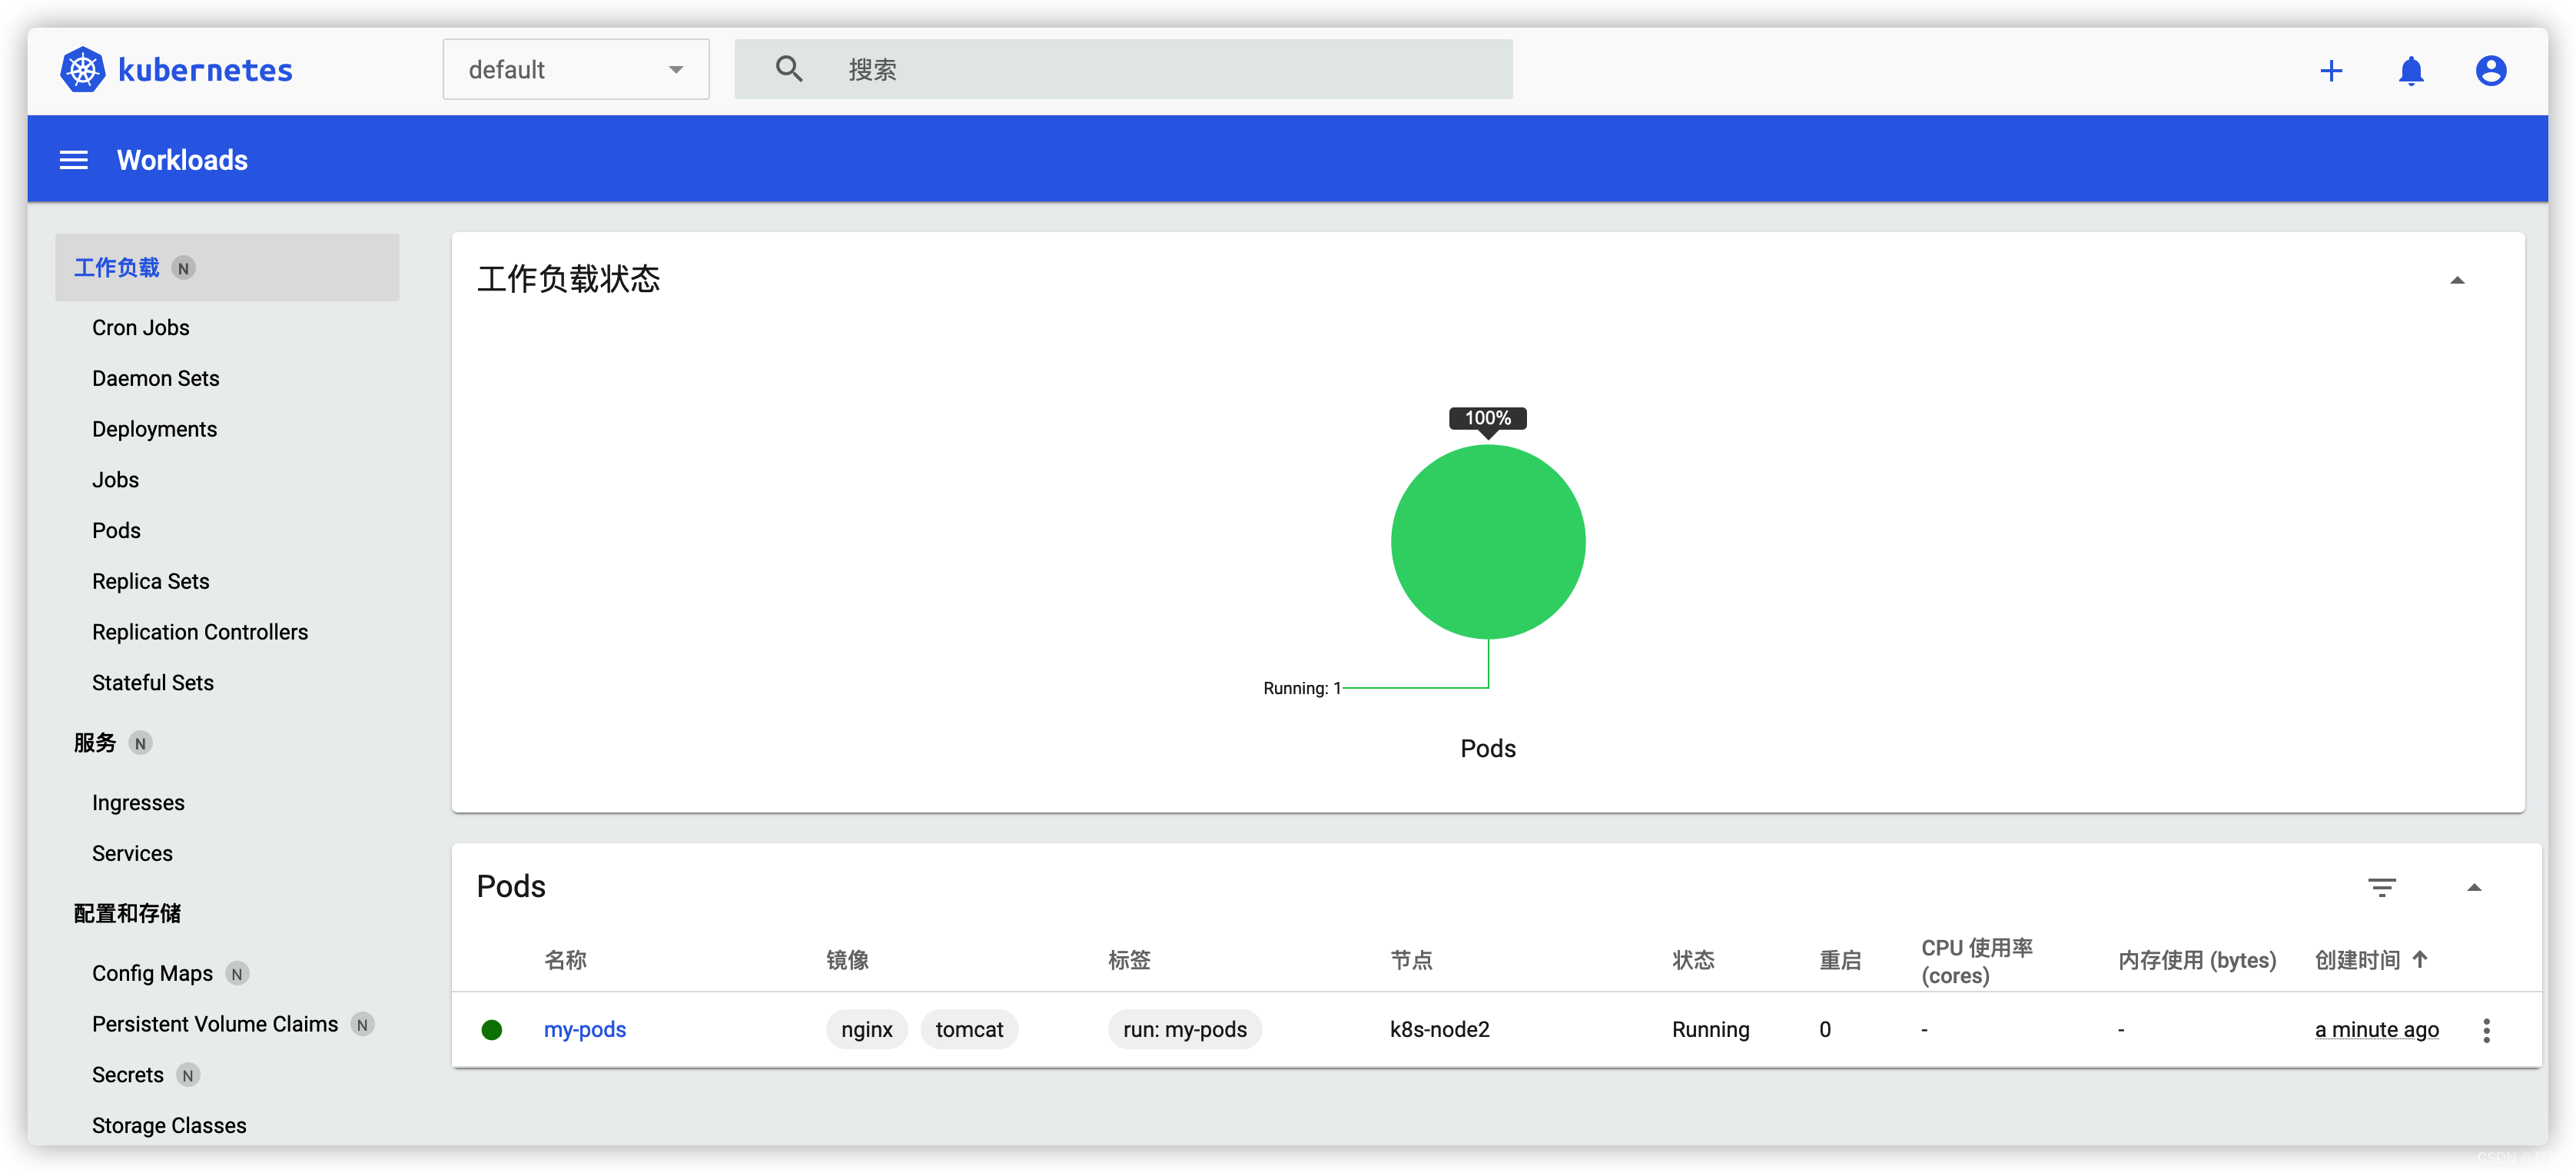 kubernetes
default
搜索
Workloads
工作负载 N
Cron Jobs
Daemon Sets
Deployments
Jobs
Pods
Replica Sets
Replication Controllers
Stateful Sets
服务 N
Ingresses
Services
配置和存储
Config Maps N
Persistent Volume Claims N
Secrets N
Storage Classes
工作负载状态
100%
Running: 1
Pods
Pods
名称 镜像 标签 节点 状态 重启 CPU 使用率 (cores) 内存使用 (bytes) 创建时间
my-pods nginx tomcat run: my-pods k8s-node2 Running 0 - - a minute ago